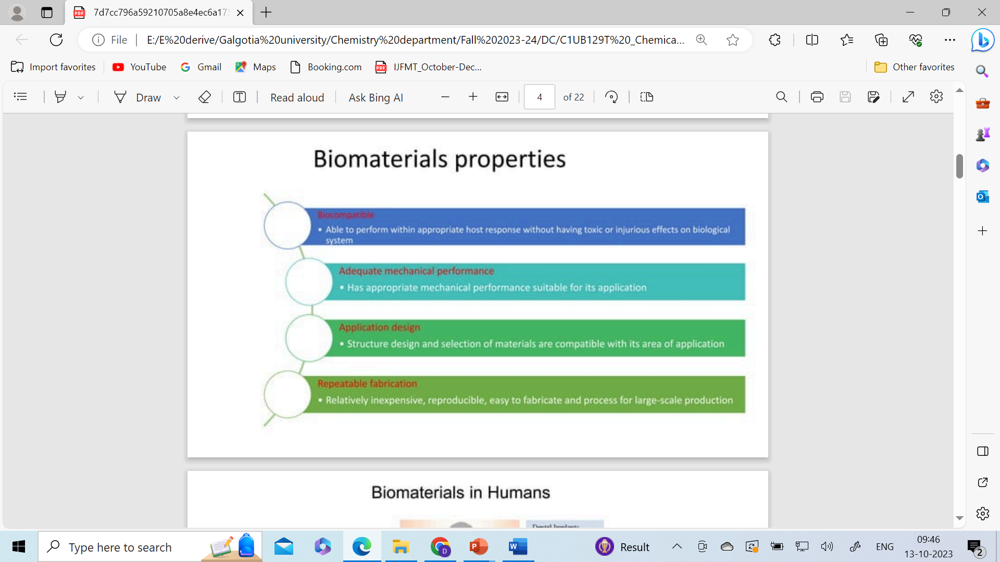 7d7cc796a59210705a8e4ec6a175
File
E:/E%20derive/Galgotia%20university/Chemistry%20department/Fall%202023-24/DC/C1UB129T%20_Chemica...
Import favorites
YouTube
Gmail
Maps
Booking.com
IJFMT_October-Dec...
Other favorites
Draw
Read aloud
Ask Bing AI
4
of 22
Biomaterials properties
Biocompatible
• Able to perform within appropriate host response without having toxic or injurious effects on biological
system
Adequate mechanical performance
• Has appropriate mechanical performance suitable for its application
Application design
• Structure design and selection of materials are compatible with its area of application
Repeatable fabrication
• Relatively inexpensive, reproducible, easy to fabricate and process for large-scale production
Biomaterials in Humans
Dental Implants
Type here to search
Result
ENG
09:46
13-10-2023
2